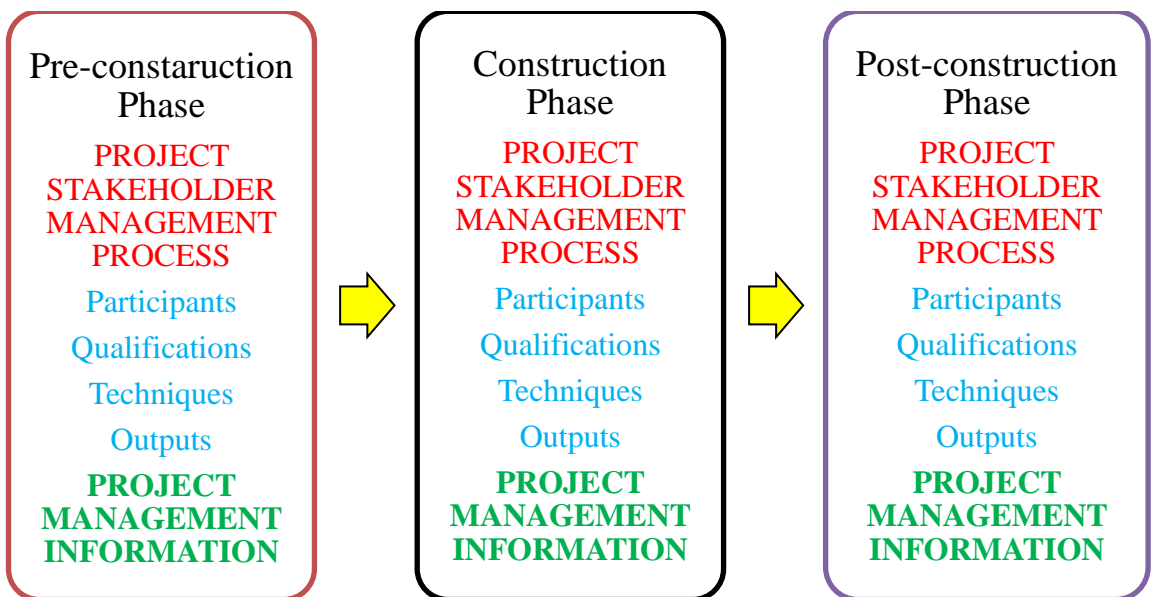 Pre-constaruction
Phase
PROJECT
STAKEHOLDER
MANAGEMENT
PROCESS
Participants
Qualifications
Techniques
Outputs
PROJECT
MANAGEMENT
INFORMATION
Construction
Phase
PROJECT
STAKEHOLDER
MANAGEMENT
PROCESS
Participants
Qualifications
Techniques
Outputs
PROJECT
MANAGEMENT
INFORMATION
Post-construction
Phase
PROJECT
STAKEHOLDER
MANAGEMENT
PROCESS
Participants
Qualifications
Techniques
Outputs
PROJECT
MANAGEMENT
INFORMATION